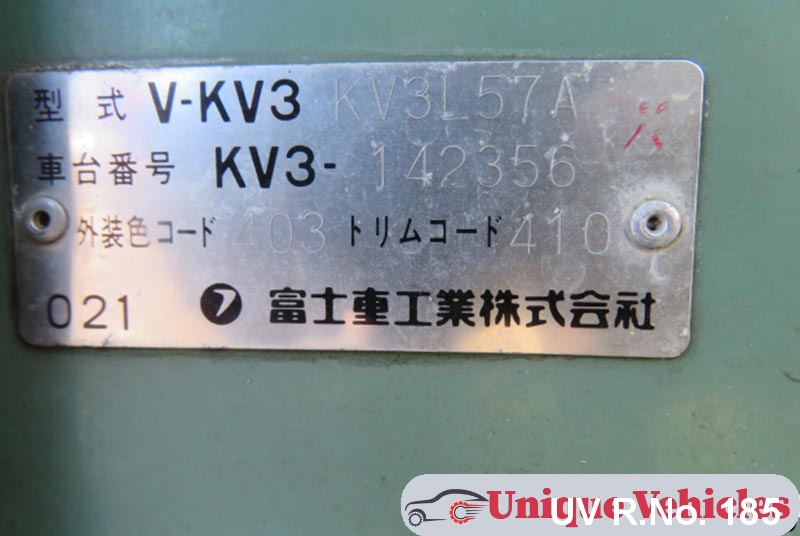 型式 V-KV3 KV3L57A
車台番号 KV3-142356
外装色コード 403 トリムコード 410
021 フ 富士重工業株式会社
Unique Vehicles
UV R.No. 185